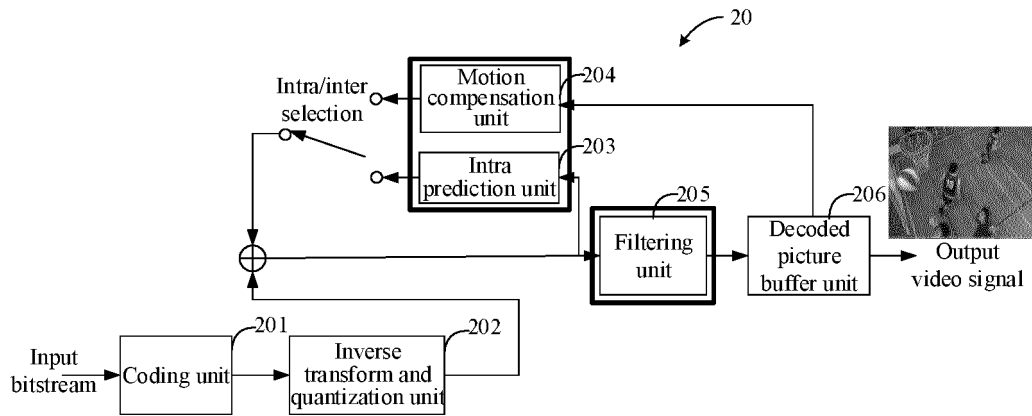 20
Motion
compensation
unit
204
Intra/inter
selection
Intra
prediction unit
203
205
Filtering
unit
206
Decoded
picture
buffer unit
Output
video signal
201
202
Input
bitstream
Coding unit
Inverse
transform and
quantization unit